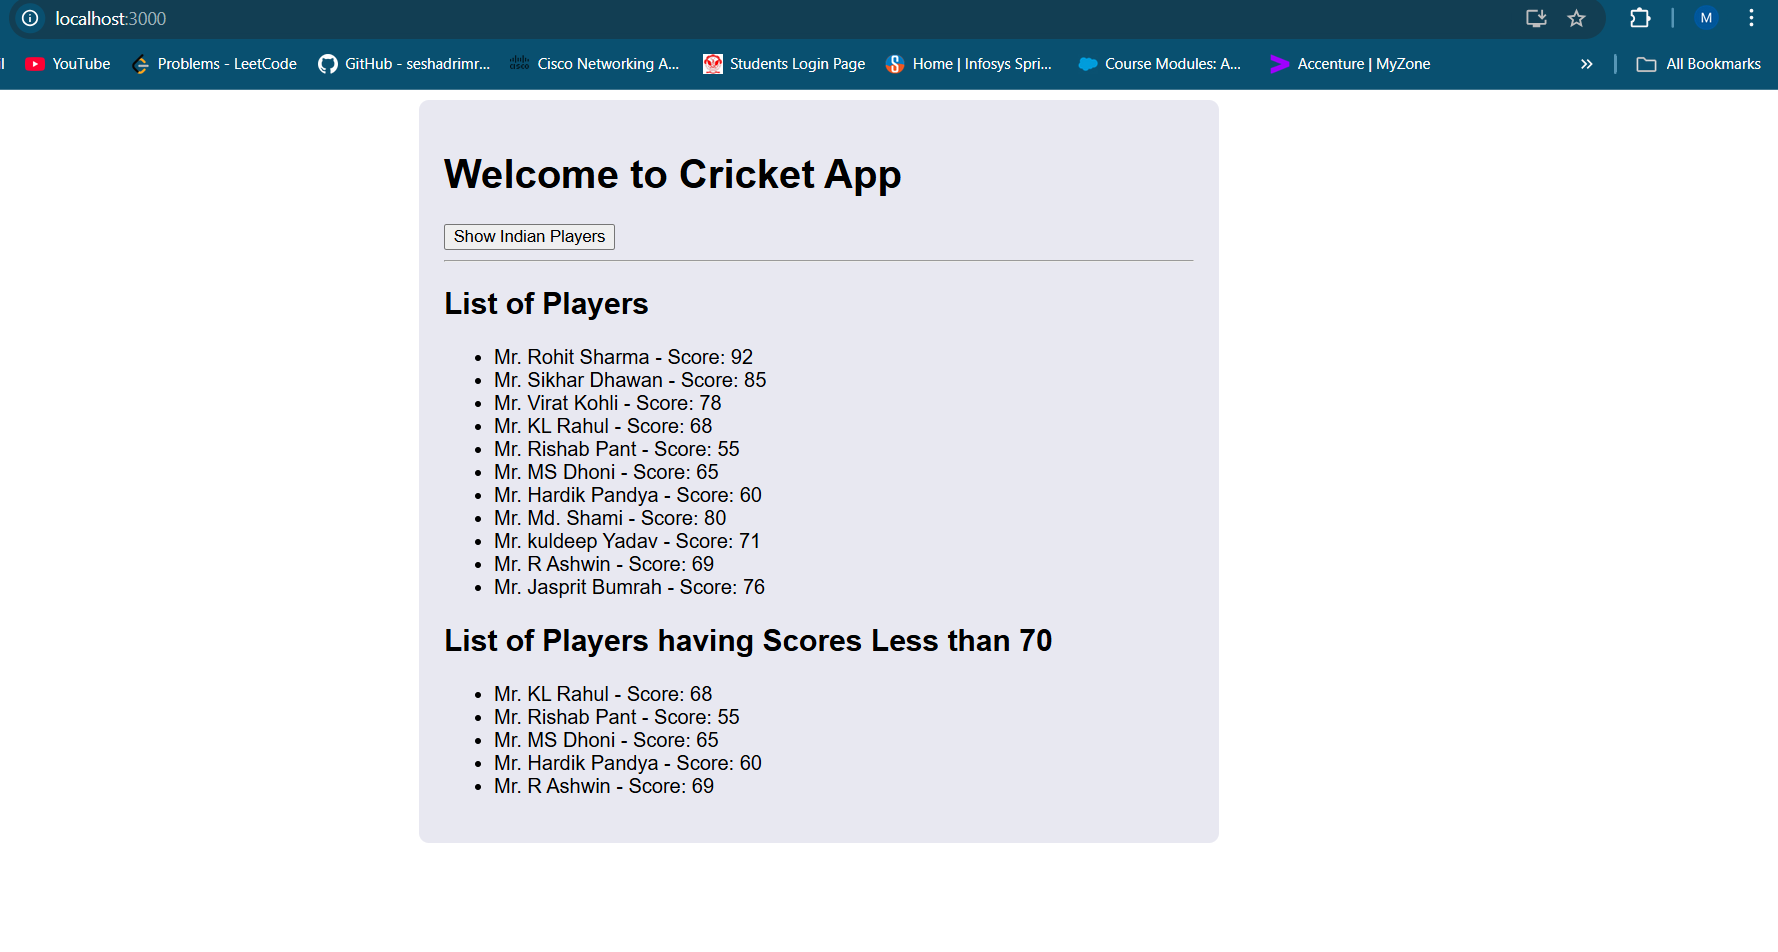 localhost:3000
M
YouTube
Problems - LeetCode
GitHub - seshadrimr...
cisco
Cisco Networking A...
Students Login Page
Home | Infosys Spri...
Course Modules: A...
Accenture | MyZone
All Bookmarks
Welcome to Cricket App
Show Indian Players
List of Players
• Mr. Rohit Sharma - Score: 92
• Mr. Sikhar Dhawan - Score: 85
• Mr. Virat Kohli - Score: 78
• Mr. KL Rahul - Score: 68
• Mr. Rishab Pant - Score: 55
• Mr. MS Dhoni - Score: 65
• Mr. Hardik Pandya - Score: 60
• Mr. Md. Shami - Score: 80
• Mr. kuldeep Yadav - Score: 71
• Mr. R Ashwin - Score: 69
• Mr. Jasprit Bumrah - Score: 76
List of Players having Scores Less than 70
• Mr. KL Rahul - Score: 68
• Mr. Rishab Pant - Score: 55
• Mr. MS Dhoni - Score: 65
• Mr. Hardik Pandya - Score: 60
• Mr. R Ashwin - Score: 69